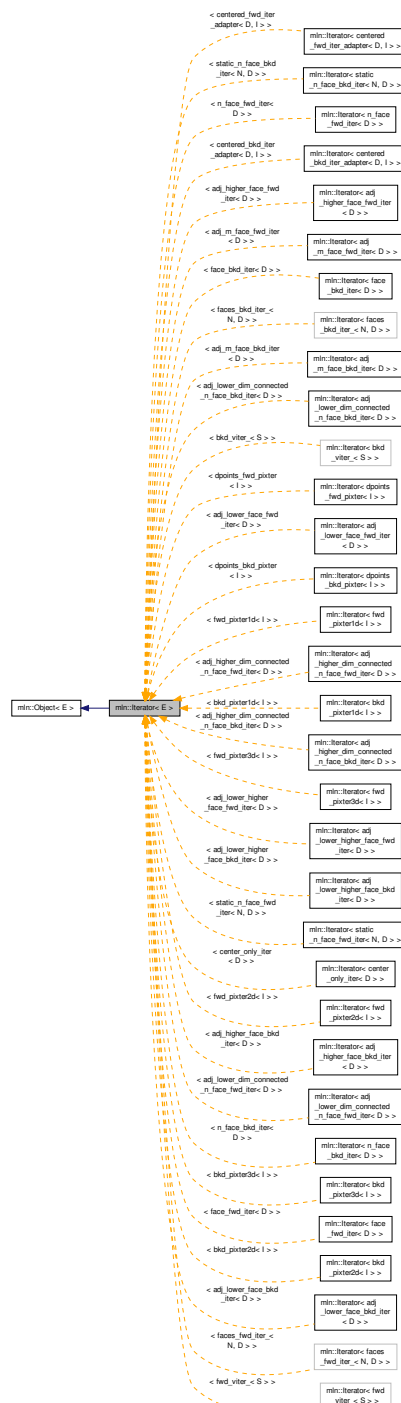 < centered_fwd_iter
_adapter< D, I > >
mln::Iterator< centered
_fwd_iter_adapter< D, I > >
< static_n_face_bkd
_iter< N, D > >
mln::Iterator< static
_n_face_bkd_iter< N, D > >
< n_face_fwd_iter<
D > >
mln::Iterator< n_face
_fwd_iter< D > >
< centered_bkd_iter
_adapter< D, I > >
mln::Iterator< centered
_bkd_iter_adapter< D, I > >
< adj_higher_face_fwd
_iter< D > >
mln::Iterator< adj
_higher_face_fwd_iter
< D > >
< adj_m_face_fwd_iter
< D > >
mln::Iterator< adj
_m_face_fwd_iter< D > >
< face_bkd_iter< D > >
mln::Iterator< face
_bkd_iter< D > >
< faces_bkd_iter_<
N, D > >
mln::Iterator< faces
_bkd_iter_< N, D > >
< adj_m_face_bkd_iter
< D > >
mln::Iterator< adj
_m_face_bkd_iter< D > >
< adj_lower_dim_connected
_n_face_bkd_iter< D > >
mln::Iterator< adj
_lower_dim_connected
_n_face_bkd_iter< D > >
< bkd_viter_< S > >
mln::Iterator< bkd
_viter_< S > >
< dpoints_fwd_pixter
< I > >
mln::Iterator< dpoints
_fwd_pixter< I > >
< adj_lower_face_fwd
_iter< D > >
mln::Iterator< adj
_lower_face_fwd_iter
< D > >
< dpoints_bkd_pixter
< I > >
mln::Iterator< dpoints
_bkd_pixter< I > >
< fwd_pixter1d< I > >
mln::Iterator< fwd
_pixter1d< I > >
< adj_higher_dim_connected
_n_face_fwd_iter< D > >
mln::Iterator< adj
_higher_dim_connected
_n_face_fwd_iter< D > >
mln::Object< E >
mln::Iterator< E >
< bkd_pixter1d< I > >
mln::Iterator< bkd
_pixter1d< I > >
< adj_higher_dim_connected
_n_face_bkd_iter< D > >
mln::Iterator< adj
_higher_dim_connected
_n_face_bkd_iter< D > >
< fwd_pixter3d< I > >
mln::Iterator< fwd
_pixter3d< I > >
< adj_lower_higher
_face_fwd_iter< D > >
mln::Iterator< adj
_lower_higher_face_fwd
_iter< D > >
< adj_lower_higher
_face_bkd_iter< D > >
mln::Iterator< adj
_lower_higher_face_bkd
_iter< D > >
< static_n_face_fwd
_iter< N, D > >
mln::Iterator< static
_n_face_fwd_iter< N, D > >
< center_only_iter
< D > >
mln::Iterator< center
_only_iter< D > >
< fwd_pixter2d< I > >
mln::Iterator< fwd
_pixter2d< I > >
< adj_higher_face_bkd
_iter< D > >
mln::Iterator< adj
_higher_face_bkd_iter
< D > >
< adj_lower_dim_connected
_n_face_fwd_iter< D > >
mln::Iterator< adj
_lower_dim_connected
_n_face_fwd_iter< D > >
< n_face_bkd_iter<
D > >
mln::Iterator< n_face
_bkd_iter< D > >
< bkd_pixter3d< I > >
mln::Iterator< bkd
_pixter3d< I > >
< face_fwd_iter< D > >
mln::Iterator< face
_fwd_iter< D > >
< bkd_pixter2d< I > >
mln::Iterator< bkd
_pixter2d< I > >
< adj_lower_face_bkd
_iter< D > >
mln::Iterator< adj
_lower_face_bkd_iter
< D > >
< faces_fwd_iter_<
N, D > >
mln::Iterator< faces
_fwd_iter_< N, D > >
< fwd_viter_< S > >
mln::Iterator< fwd
_viter_< S > >